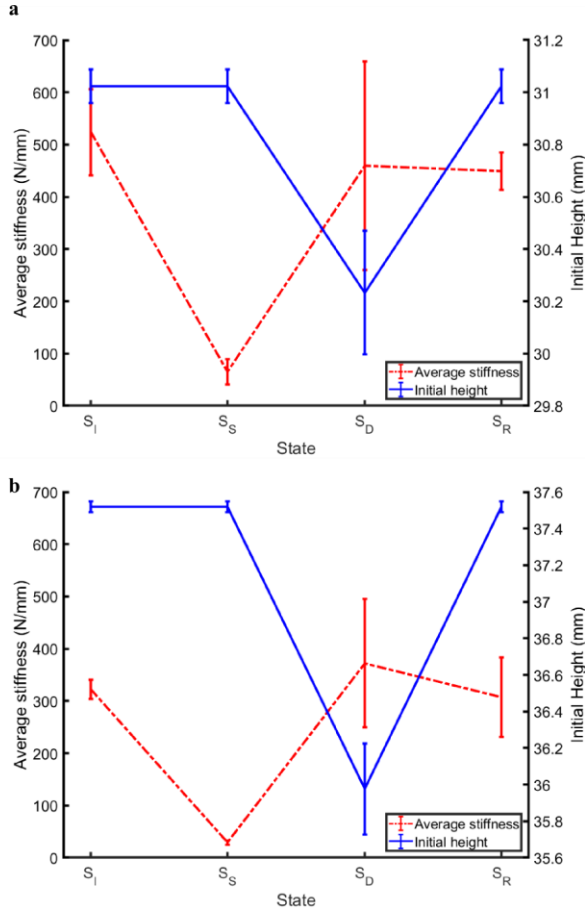 a
700
600
500
400
300
200
100
0
Average stiffness (N/mm)
31.2
31
30.8
30.6
30.4
30.2
30
29.8
Initial Height (mm)
Average stiffness
Initial height
S_I S_S S_D S_R
State
b
700
600
500
400
300
200
100
0
Average stiffness (N/mm)
37.6
37.4
37.2
37
36.8
36.6
36.4
36.2
36
35.8
35.6
Initial Height (mm)
Average stiffness
Initial height
S_I S_S S_D S_R
State